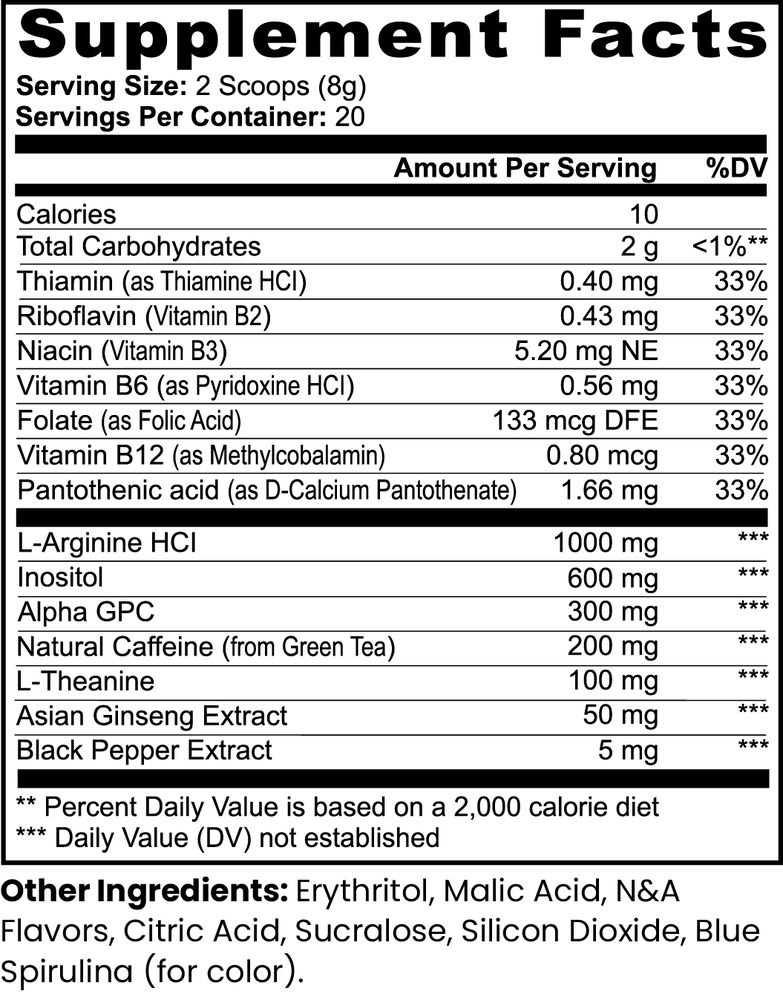 Supplement Facts
Serving Size: 2 Scoops (8g)
Servings Per Container: 20
Amount Per Serving %DV
Calories 10
Total Carbohydrates 2 g <1%**
Thiamin (as Thiamine HCl) 0.40 mg 33%
Riboflavin (Vitamin B2) 0.43 mg 33%
Niacin (Vitamin B3) 5.20 mg NE 33%
Vitamin B6 (as Pyridoxine HCl) 0.56 mg 33%
Folate (as Folic Acid) 133 mcg DFE 33%
Vitamin B12 (as Methylcobalamin) 0.80 mcg 33%
Pantothenic acid (as D-Calcium Pantothenate) 1.66 mg 33%
L-Arginine HCl 1000 mg ***
Inositol 600 mg ***
Alpha GPC 300 mg ***
Natural Caffeine (from Green Tea) 200 mg ***
L-Theanine 100 mg ***
Asian Ginseng Extract 50 mg ***
Black Pepper Extract 5 mg ***
** Percent Daily Value is based on a 2,000 calorie diet
*** Daily Value (DV) not established
Other Ingredients: Erythritol, Malic Acid, N&A
Flavors, Citric Acid, Sucralose, Silicon Dioxide, Blue
Spirulina (for color).